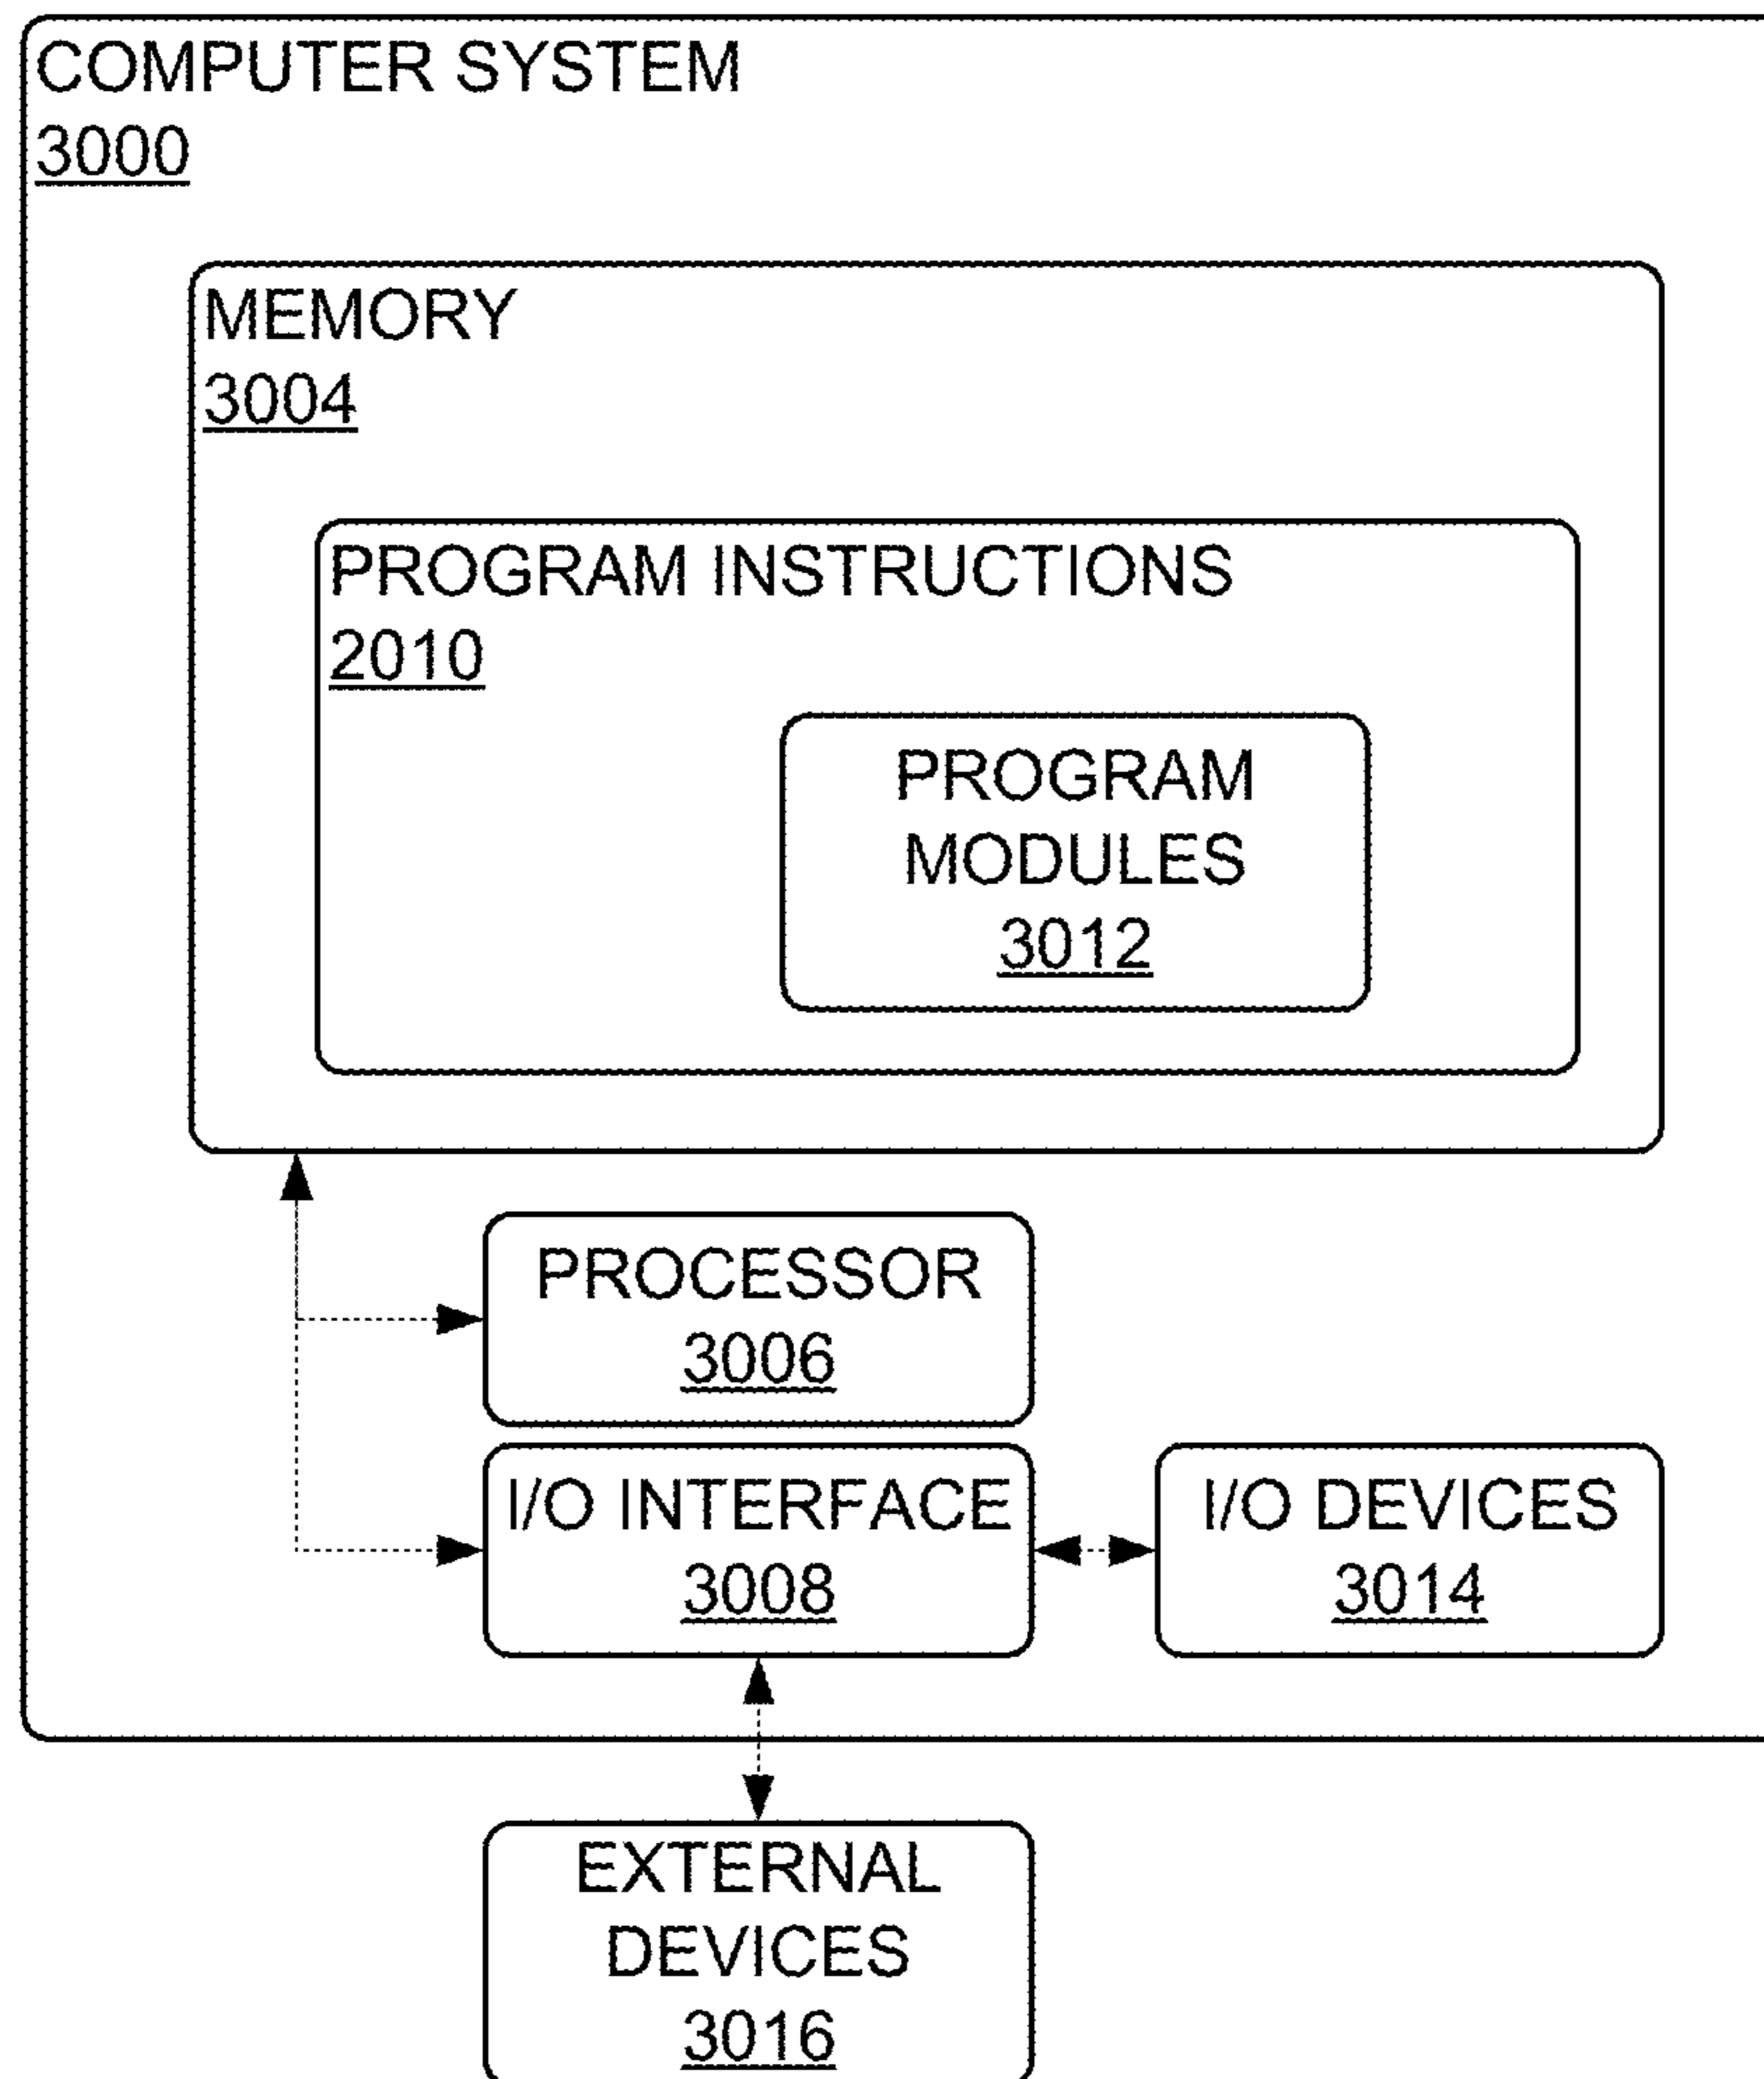 COMPUTER SYSTEM
3000
MEMORY
3004
PROGRAM INSTRUCTIONS
2010
PROGRAM
MODULES
3012
PROCESSOR
3006
I/O INTERFACE
3008
I/O DEVICES
3014
EXTERNAL
DEVICES
3016